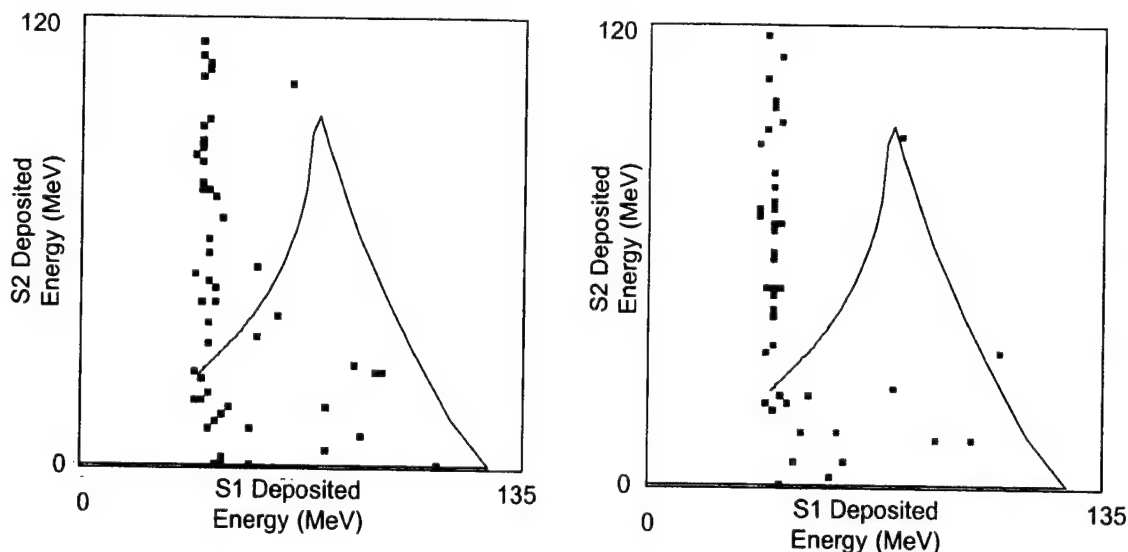 120
S2 Deposited
Energy (MeV)
0
0
S1 Deposited
Energy (MeV)
135
120
S2 Deposited
Energy (MeV)
0
0
S1 Deposited
Energy (MeV)
135